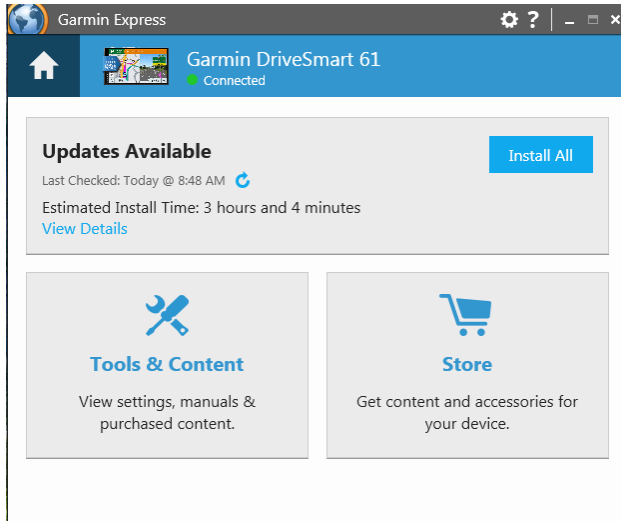 Garmin Express
?
Garmin DriveSmart 61
Connected
Updates Available
Install All
Last Checked: Today @ 8:48 AM
Estimated Install Time: 3 hours and 4 minutes
View Details
Tools & Content
View settings, manuals &
purchased content.
Store
Get content and accessories for
your device.